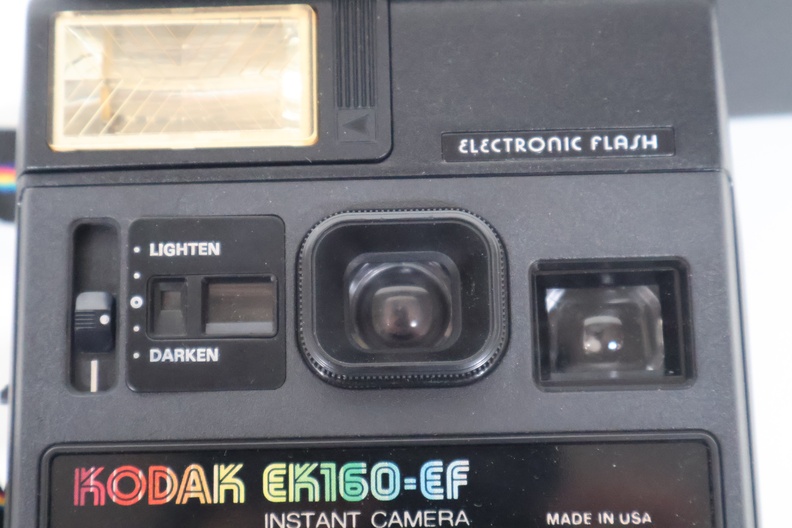 ELECTRONIC FLASH
LIGHTEN
DARKEN
KODAK EK160-EF
INSTANT CAMERA
MADE IN USA